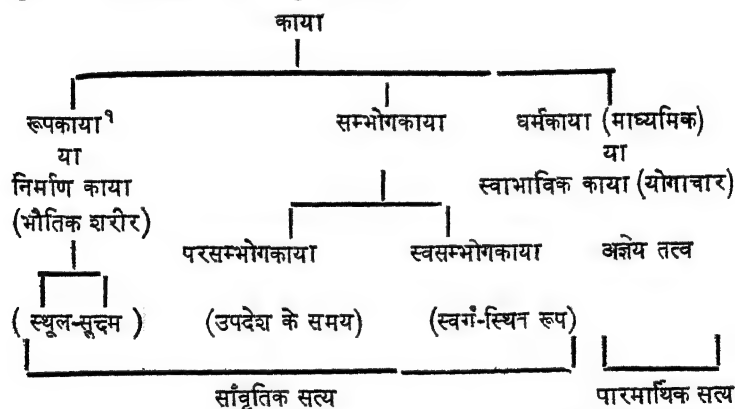 काया
रूपकाया१ सम्भोगकाया धर्मकाया (माध्यमिक)
या या
निर्माण काया स्वाभाविक काया (योगाचार)
(भौतिक शरीर)
परसम्भोगकाया स्वसम्भोगकाया अज्ञेय तत्व
( स्थूल-सूक्ष्म ) (उपदेश के समय) (स्वर्ग-स्थित रूप)
साँवृतिक सत्य पारमार्थिक सत्य